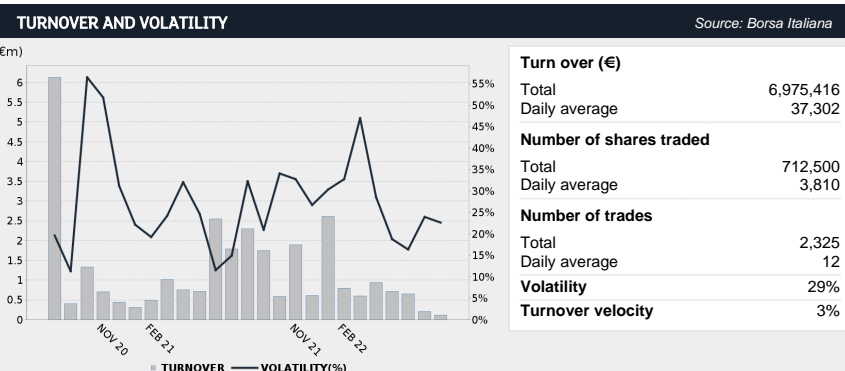 TURNOVER AND VOLATILITY
Source: Borsa Italiana
€m)
6
5.5
5
4.5
4
3.5
3
2.5
2
1.5
1
0.5
0
55%
50%
45%
40%
35%
30%
25%
20%
15%
10%
5%
0%
NOV 20
FEB 21
NOV 21
FEB 22
TURNOVER VOLATILITY(%)
Turn over (€)
Total 6,975,416
Daily average 37,302
Number of shares traded
Total 712,500
Daily average 3,810
Number of trades
Total 2,325
Daily average 12
Volatility 29%
Turnover velocity 3%